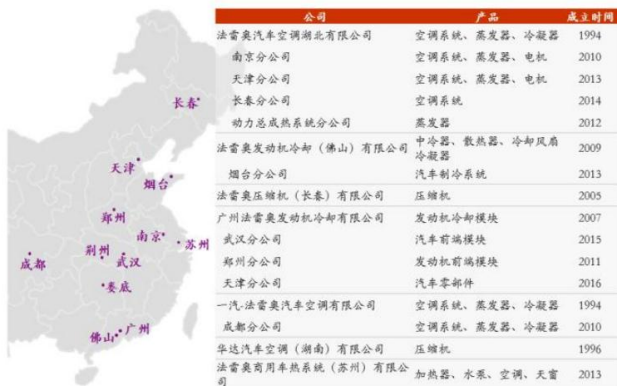 长春
天津
烟台
郑州
南京
苏州
荆州
武汉
成都
娄底
广州
佛山
公司 产品 成立时间
法雷奥汽车空调湖北有限公司 空调系统、蒸发器、冷凝器 1994
南京分公司 空调系统、蒸发器、电机 2010
天津分公司 空调系统、蒸发器、电机 2013
长春分公司 空调系统 2014
动力总成热系统分公司 蒸发器 2012
法雷奥发动机冷却（佛山）有限公司 中冷器、散热器、冷却风扇 2009
冷凝器
烟台分公司 汽车制冷系统 2013
法雷奥压缩机（长春）有限公司 压缩机 2005
广州法雷奥发动机冷却有限公司 发动机冷却模块 2007
武汉分公司 汽车前端模块 2015
郑州分公司 发动机前端模块 2011
天津分公司 汽车零部件 2016
一汽-法雷奥汽车空调有限公司 空调系统、蒸发器、冷凝器 1994
成都分公司 空调系统、蒸发器、冷凝器 2010
华达汽车空调（湖南）有限公司 压缩机 1996
法雷奥商用车热系统（苏州）有限公 加热器、水泵、空调、天窗 2013
司